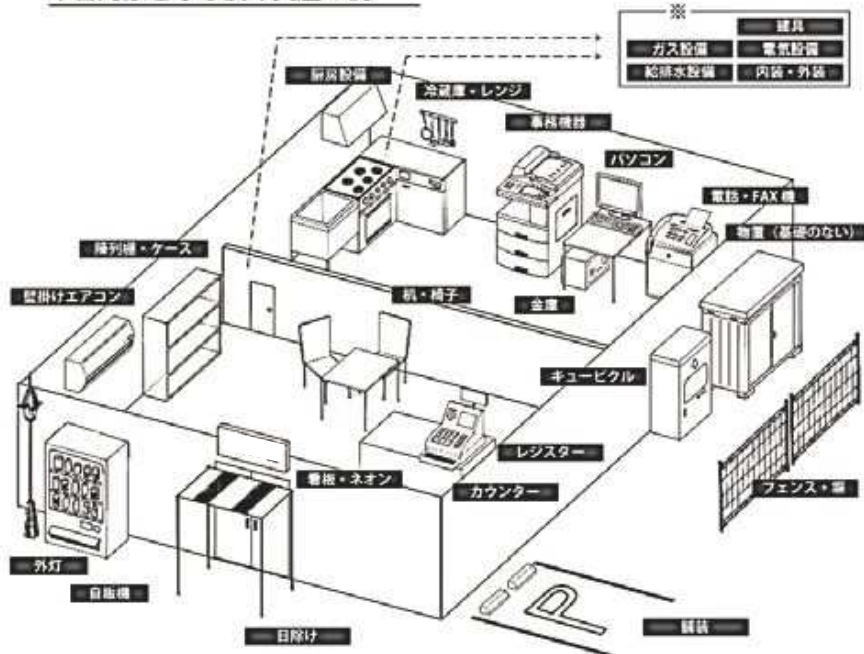 ※
建具
ガス設備
電気設備
給排水設備
内装・外装
厨房設備
冷蔵庫・レンジ
事務機器
パソコン
電話・FAX機
物置（基礎のない）
陳列棚・ケース
壁掛けエアコン
机・椅子
金庫
キュービクル
レジスター
看板・ネオン
カウンター
フェンス・塀
外灯
自販機
日除け
舗装
P